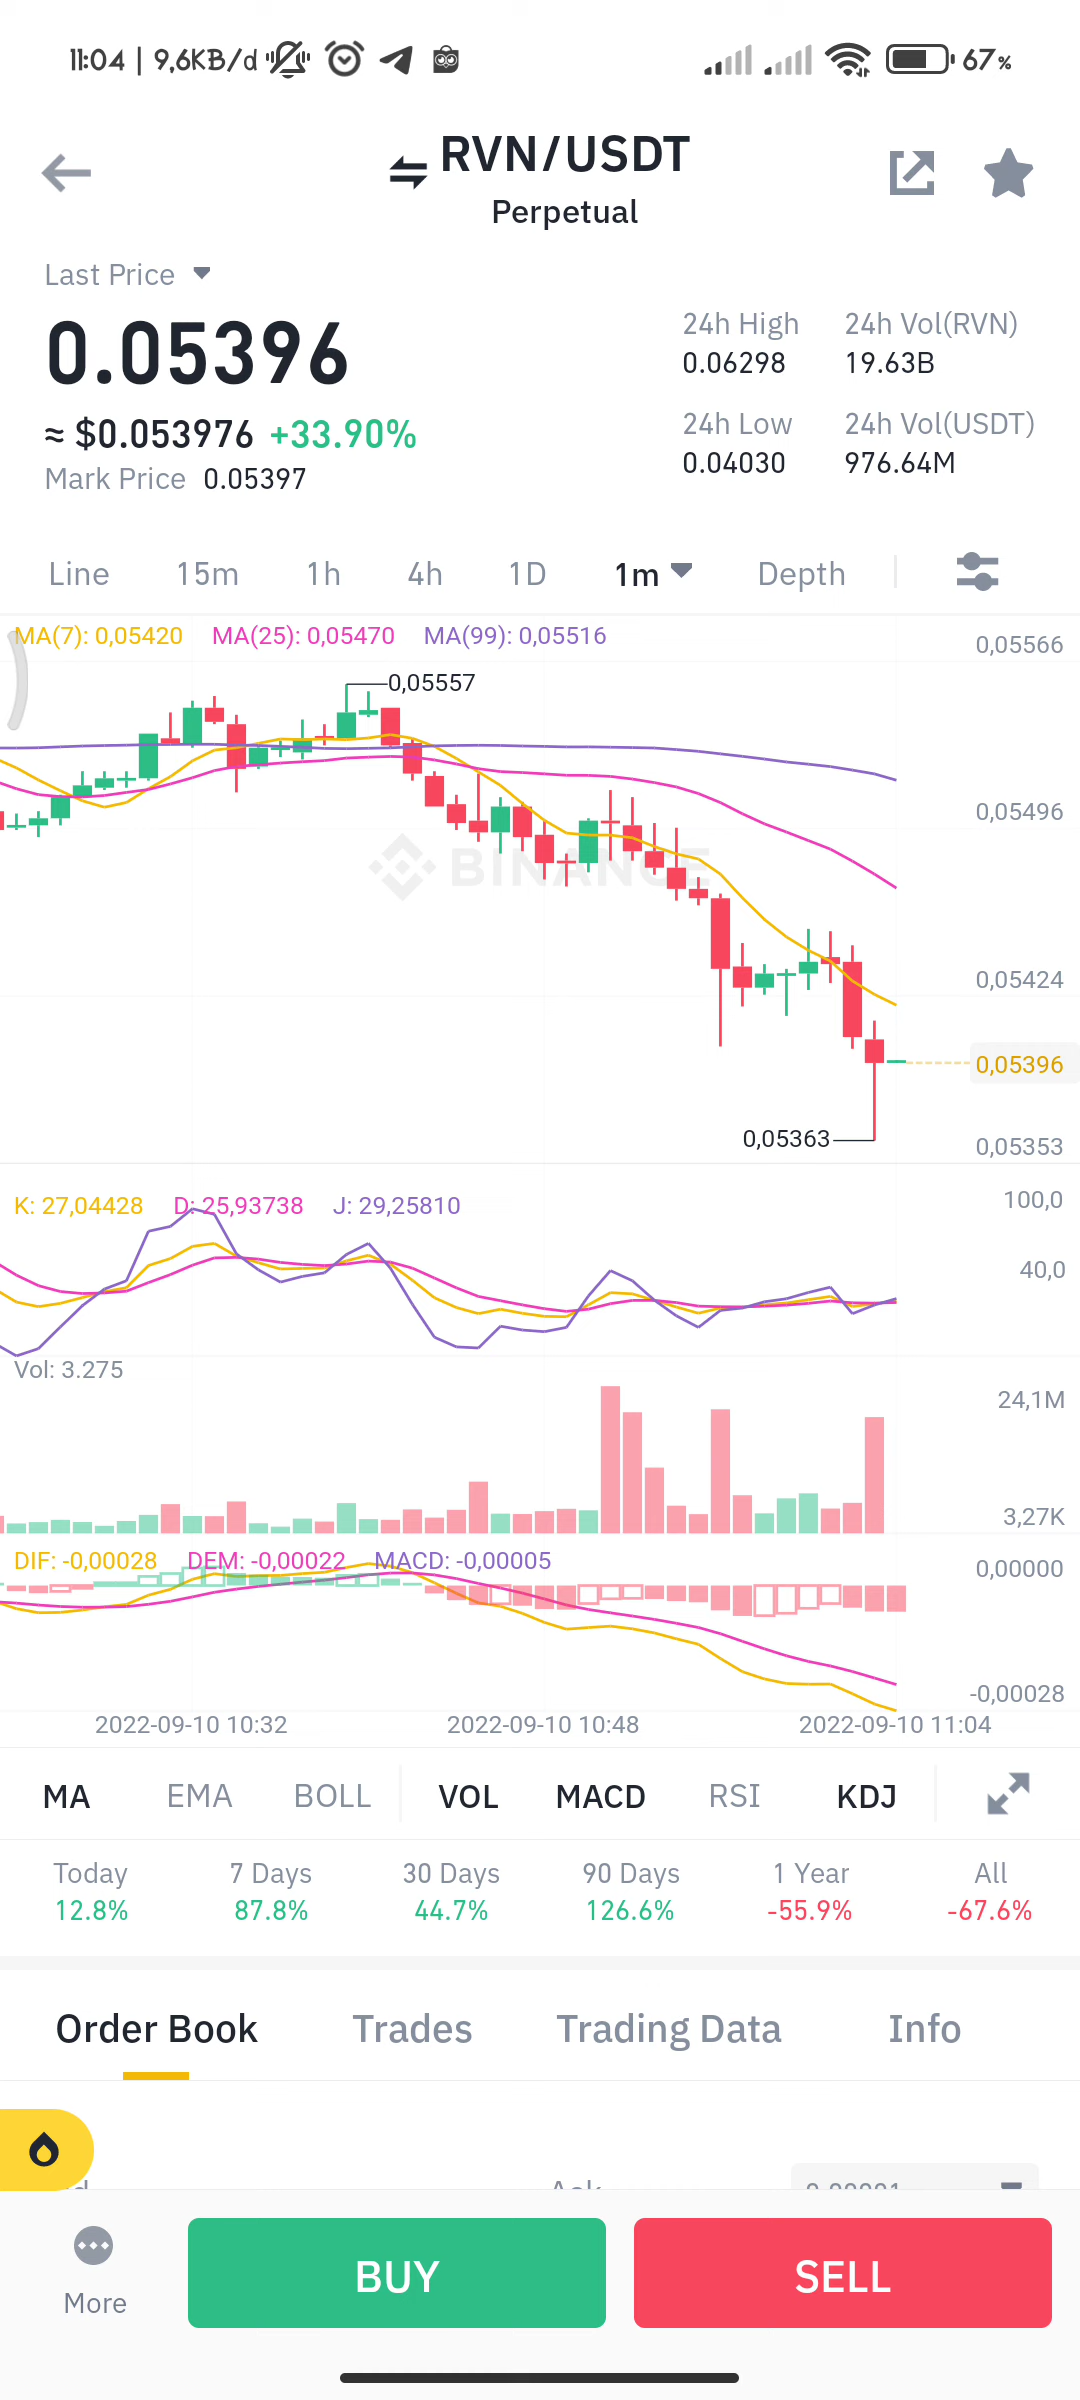 11:04 | 9,6KB/d
67%
RVN/USDT
Perpetual
Last Price
0.05396
≈ $0.053976 +33.90%
Mark Price 0.05397
24h High
0.06298
24h Vol(RVN)
19.63B
24h Low
0.04030
24h Vol(USDT)
976.64M
Line 15m 1h 4h 1D 1m Depth
MA(7): 0,05420 MA(25): 0,05470 MA(99): 0,05516
0,05566
0,05557
0,05496
BINANCE
0,05424
0,05396
0,05363
0,05353
K: 27,04428 D: 25,93738 J: 29,25810
100,0
40,0
Vol: 3.275
24,1M
3,27K
DIF: -0,00028 DEM: -0,00022 MACD: -0,00005
0,00000
-0,00028
2022-09-10 10:32 2022-09-10 10:48 2022-09-10 11:04
MA EMA BOLL VOL MACD RSI KDJ
Today 7 Days 30 Days 90 Days 1 Year All
12.8% 87.8% 44.7% 126.6% -55.9% -67.6%
Order Book Trades Trading Data Info
Ask
More
BUY
SELL